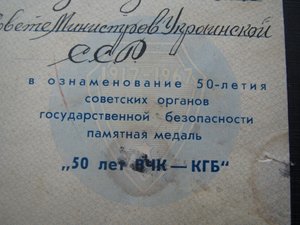 Совете Министров Украинской
ССР
в ознаменование 50-летия
советских органов
государственной безопасности
памятная медаль
„50 лет ВЧК — КГБ"